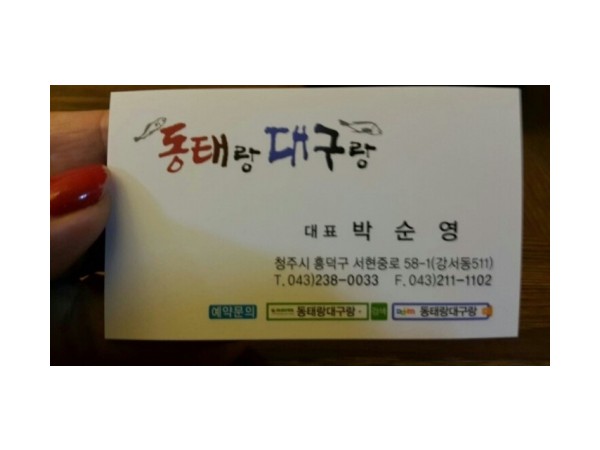 동태랑 대구랑
대표 박 순 영
청주시 흥덕구 서현중로 58-1(강서동511)
T. 043)238-0033 F. 043)211-1102
예약문의 동태랑대구랑 검색 동태랑대구랑